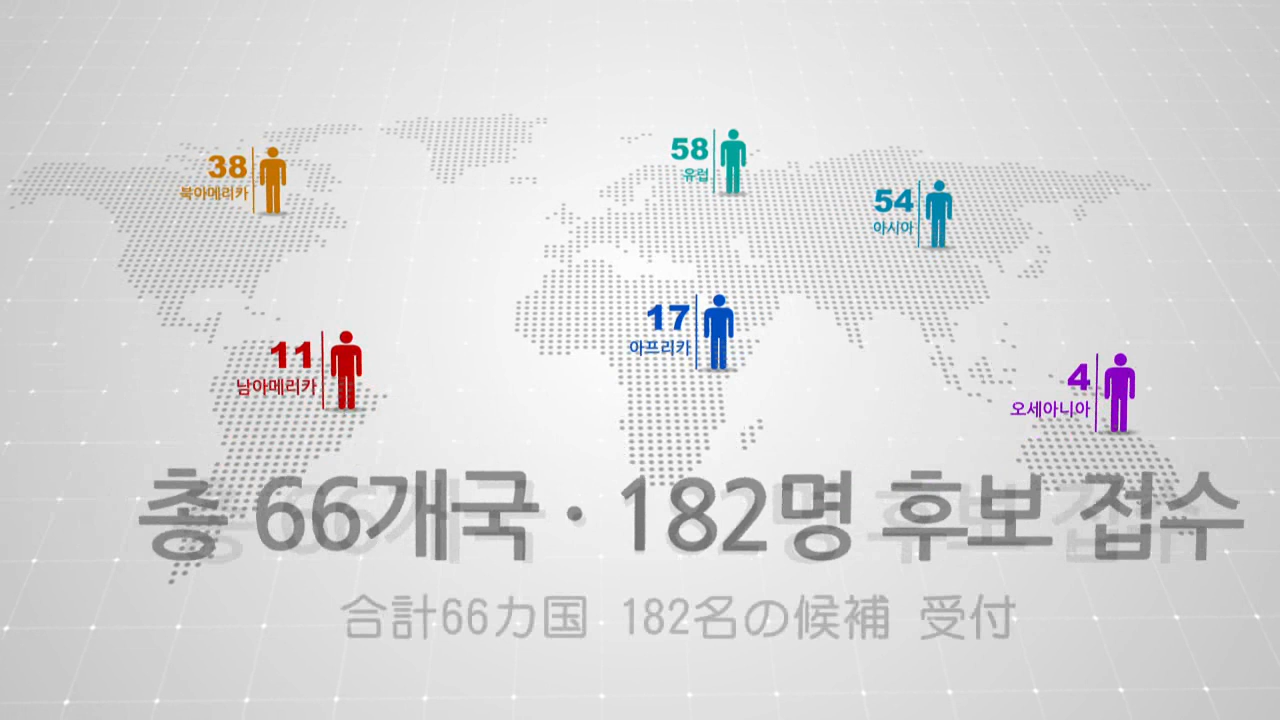 38
북아메리카
58
유럽
54
아시아
17
아프리카
11
남아메리카
4
오세아니아
총 66개국 · 182명 후보 접수
合計66カ国 182名の候補 受付